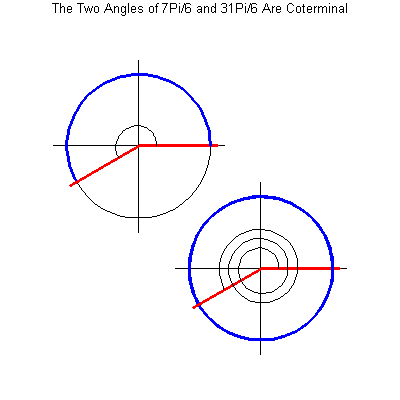 The Two Angles of 7Pi/6 and 31Pi/6 Are Coterminal